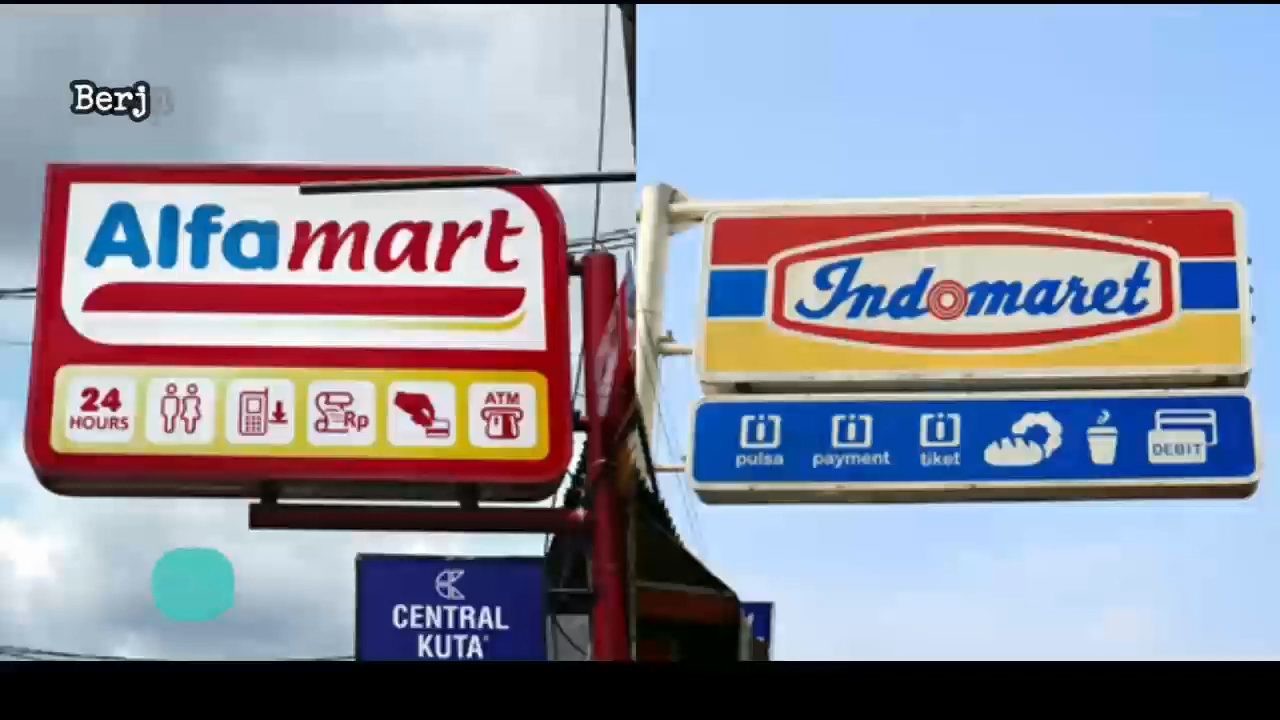 Berj
Alfamart
24
HOURS
Rp
ATM
CENTRAL
KUTA
Indomaret
pulsa
payment
tiket
DEBIT